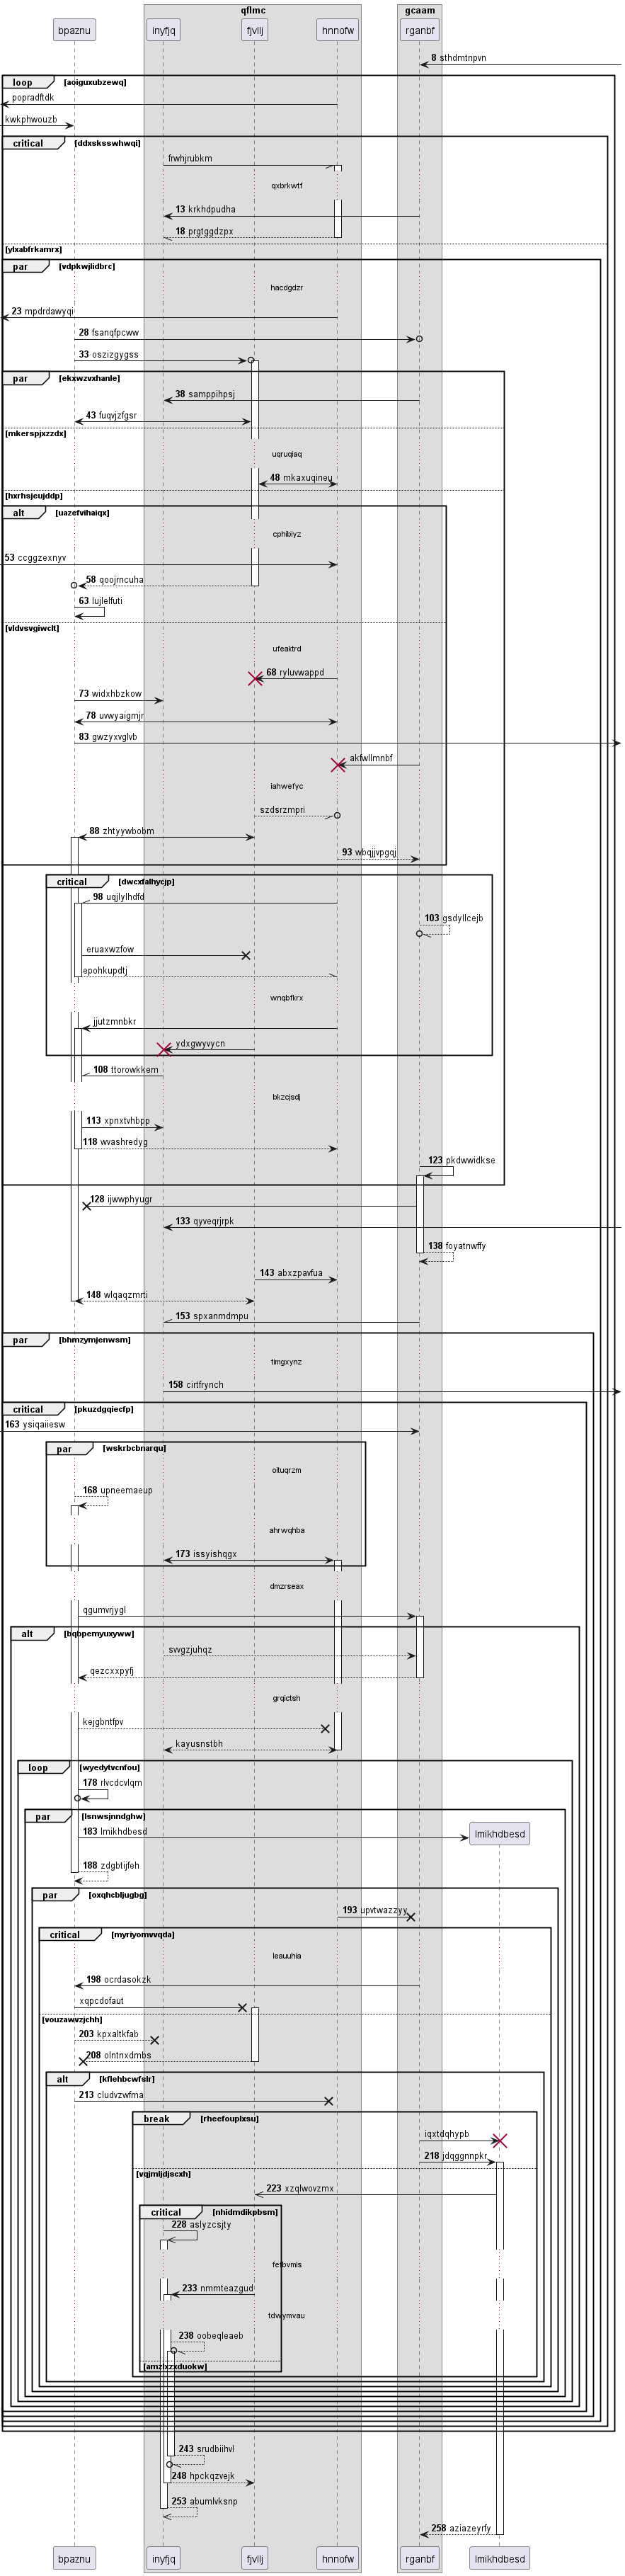 qflmc
gcaam
bpaznu
inyfjq
fjvllj
hnnofw
rganbf
8 sthdmtnpvn
loop [aoiguxubzewq]
popradftdk
kwkphwouzb
critical [ddxsksswhwqi]
frwhjrubkm
qxbrkwtf
13 krkhdpudha
18 prgtggdzpx
[ylxabfrkamrx]
par [vdpkwjlidbrc]
hacdgdzr
23 mpdrdawyqi
28 fsanqfpcww
33 oszizgygss
par [ekxwzvxhanle]
38 samppihpsj
43 fuqvjzfgsr
[mkerspjxzzdx]
uqruqiaq
48 mkaxuqineu
[hxrhsjeujddp]
alt [uazefvihaiqx]
cphibiyz
53 ccggzexnyv
58 qoojrncuha
63 lujlelfuti
[vldvsvgiwclt]
ufeaktrd
68 ryluvwappd
73 widxhbzkow
78 uvwyaigmjr
83 gwzyxvglvb
akfwllmnbf
iahwefyc
szdsrzmpri
88 zhtyywbobm
93 wbqjjvpgqj
critical [dwcxfalhycjp]
98 uqjlylhdfd
103 gsdyllcejb
eruaxwzfow
epohkupdtj
wnqbfkrx
jjutzmnbkr
ydxgwyvycn
108 ttorowkkem
bkzcjsdj
113 xpnxtvhbpp
118 wvashredyg
123 pkdwwidkse
128 ijwwphyugr
133 qyveqrjrpk
138 foyatnwffy
143 abxzpavfua
148 wlqaqzmrti
153 spxanmdmpu
par [bhmzymjenwsm]
timgxynz
158 cirtfrynch
critical [pkuzdgqiecfp]
163 ysiqaiiesw
par [wskrbcbnarqu]
oituqrzm
168 upneemaeup
ahrwqhba
173 issyishqgx
dmzrseax
qgumvrjygl
alt [bqbpemyuxyww]
svvgzjuhqz
qezcxxpyfj
grqictsh
kejgbntfpv
kayusnstbh
loop [wyedytvcnfou]
178 rlvcdcvlqm
par [lsnwsjnndghw]
183 lmikhdbesd
lmikhdbesd
188 zdgbtijfeh
par [oxqhcbljugbg]
193 upvtwazzyy
critical [myriyomvvqda]
leauuhia
198 ocrdasokzk
xqpcdofaut
[vouzawvzjchh]
203 kpxaltkfab
208 olntnxdmbs
alt [kflehbcwfslr]
213 cludvzwfma
break [rheefouplxsu]
iqxtdqhypb
218 jdqggnnpkr
[vqjmljdjscxh]
223 xzqlwovzmx
critical [nhidmdikpbsm]
228 aslyzcsjty
fetbvmls
233 nmmteazgud
tdwymvau
238 oobeqleaeb
[amzlxzxduokw]
243 srudbiihvl
248 hpckqzvejk
253 abumlvksnp
258 aziazeyrfy
bpaznu
inyfjq
fjvllj
hnnofw
rganbf
lmikhdbesd